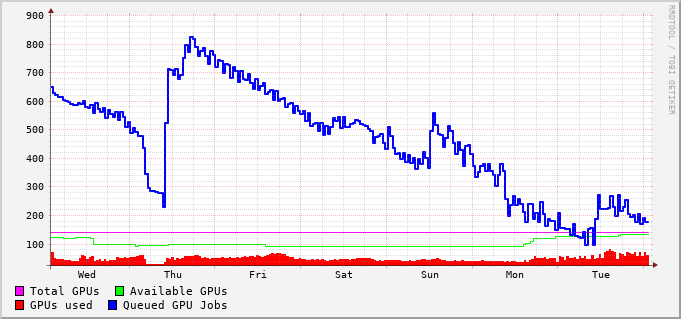 900
800
700
600
500
400
300
200
100
Wed Thu Fri Sat Sun Mon Tue
RRDTOOL / TOBI OETIKER
Total GPUs Available GPUs
GPUs used Queued GPU Jobs